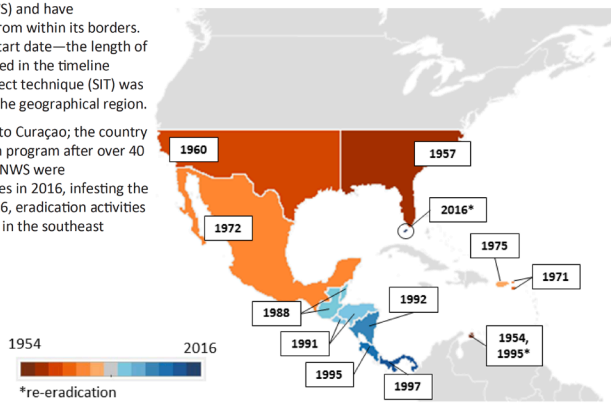 S) and have
rom within its borders.
tart date—the length of
ed in the timeline
ect technique (SIT) was
he geographical region.
to Curaçao; the country
program after over 40
NWS were
es in 2016, infesting the
6, eradication activities
in the southeast
1960
1957
2016*
1972
1975
1971
1988
1992
1991
1954,
1995*
1995
1997
1954
2016
*re-eradication